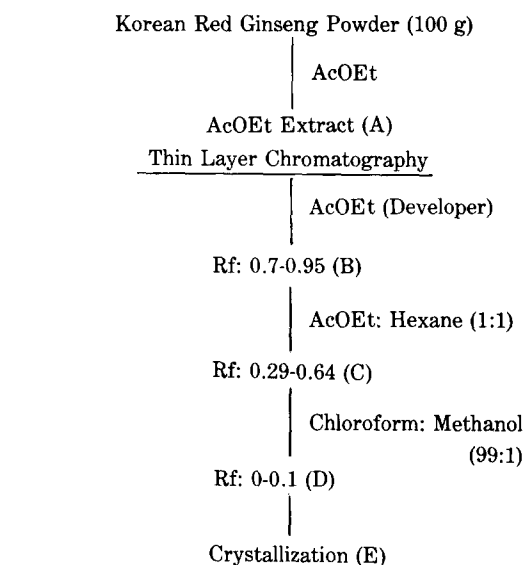 Korean Red Ginseng Powder (100 g)
AcOEt
AcOEt Extract (A)
Thin Layer Chromatography
AcOEt (Developer)
Rf: 0.7-0.95 (B)
AcOEt: Hexane (1:1)
Rf: 0.29-0.64 (C)
Chloroform: Methanol
(99:1)
Rf: 0-0.1 (D)
Crystallization (E)